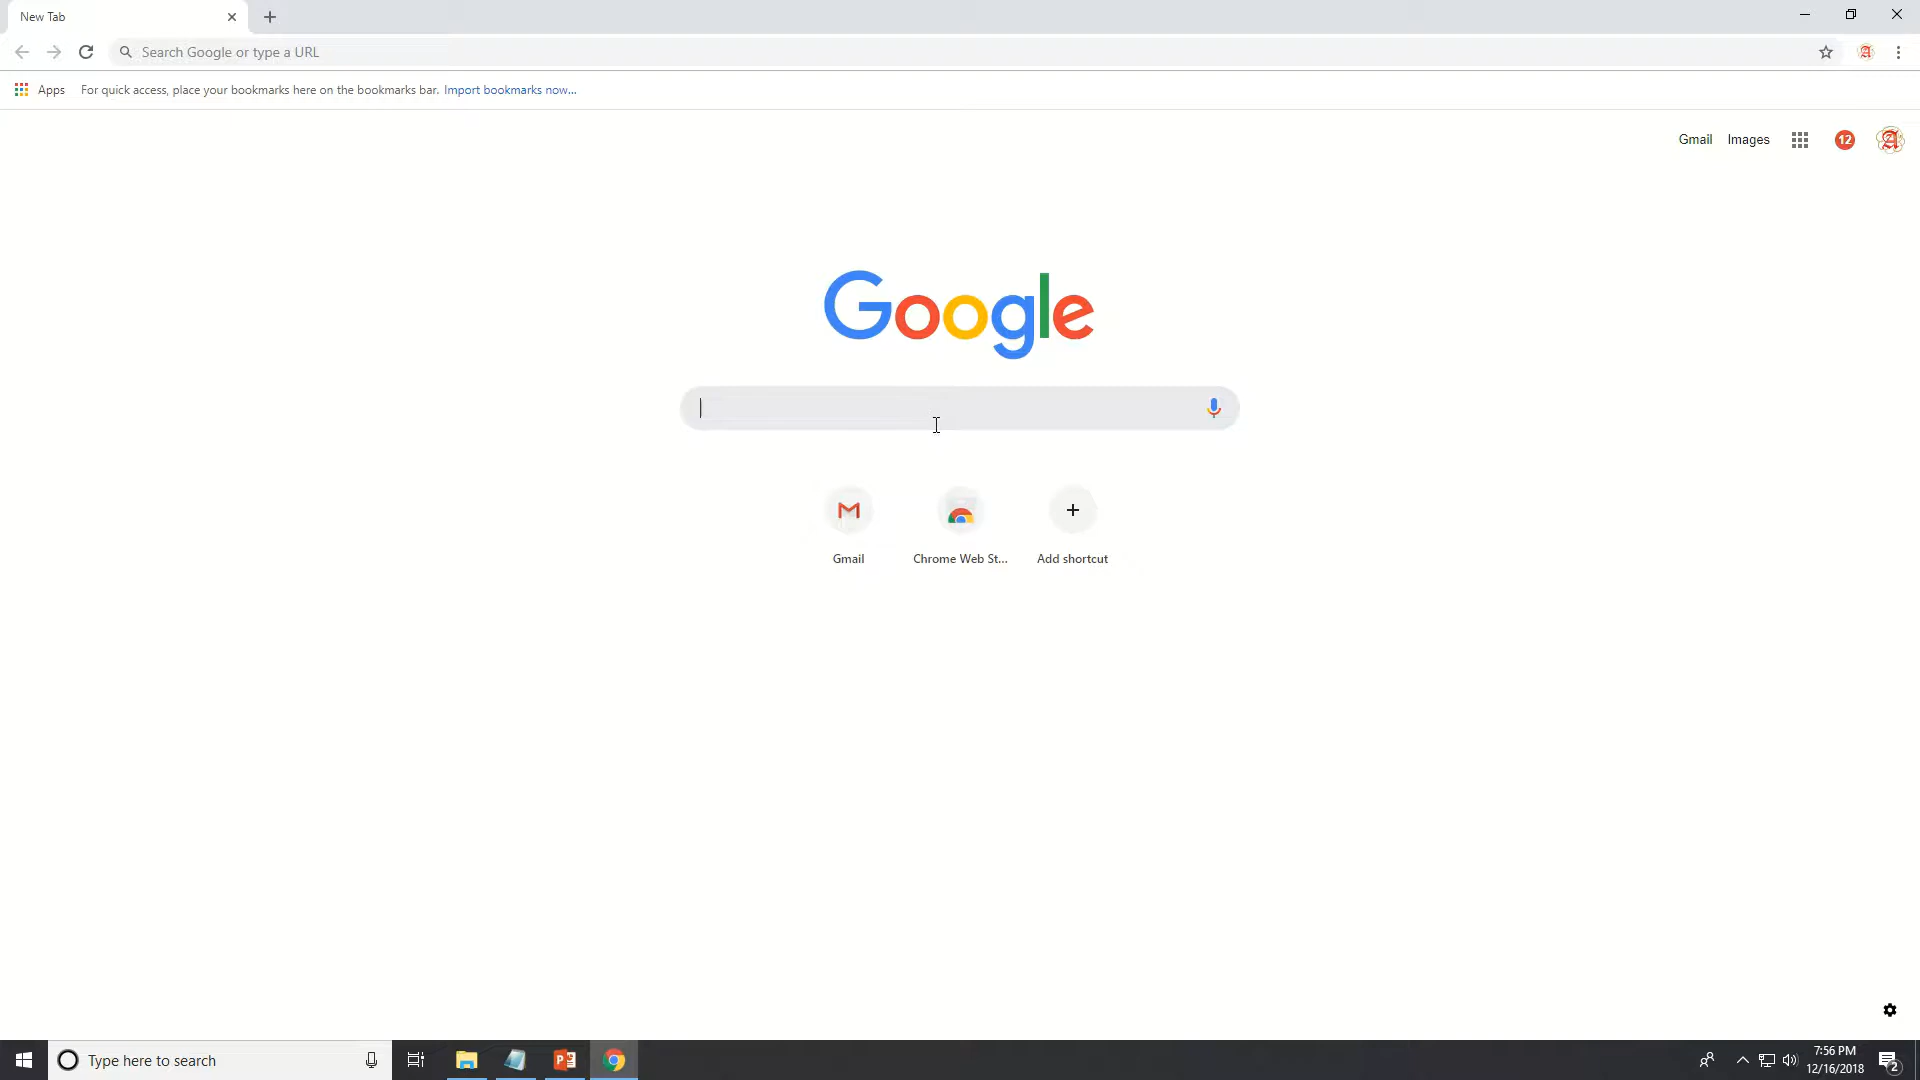 New Tab
Search Google or type a URL
Apps For quick access, place your bookmarks here on the bookmarks bar. Import bookmarks now...
Gmail Images 12
Google
Gmail Chrome Web St... Add shortcut
Type here to search
7:56 PM
12/16/2018
2